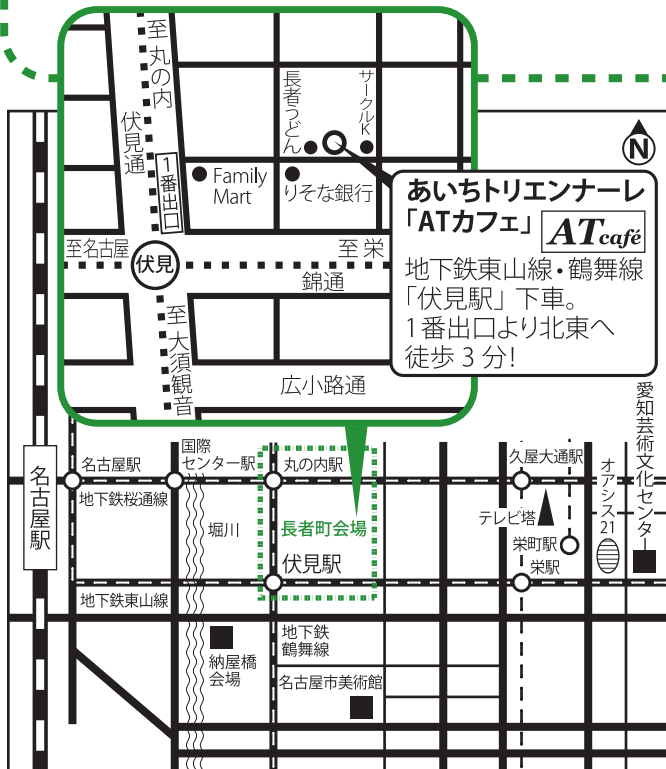 至丸の内
伏見通
1番出口
長者うどん
サークルK
Family
Mart
りそな銀行
至名古屋
伏見
至 栄
錦通
至大須観音
広小路通
N
あいちトリエンナーレ
「ATカフェ」 ATcafé
地下鉄東山線・鶴舞線
「伏見駅」下車。
1番出口より北東へ
徒歩3分!
名古屋駅
名古屋駅
地下鉄桜通線
国際
センター駅
丸の内駅
久屋大通駅
オアシス21
愛知芸術文化センター
堀川
長者町会場
テレビ塔
伏見駅
栄町駅
栄駅
地下鉄東山線
納屋橋
会場
地下鉄
鶴舞線
名古屋市美術館